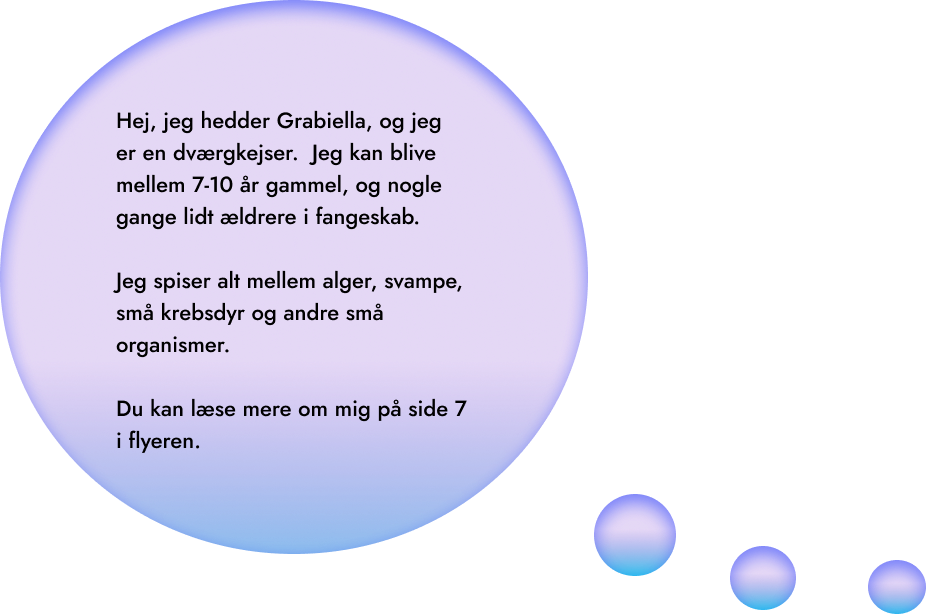 Hej, jeg hedder Grabiella, og jeg
er en dværgkejser.  Jeg kan blive
mellem 7-10 år gammel, og nogle
gange lidt ældrere i fangeskab.
Jeg spiser alt mellem alger, svampe,
små krebsdyr og andre små
organismer.
Du kan læse mere om mig på side 7
i flyeren.